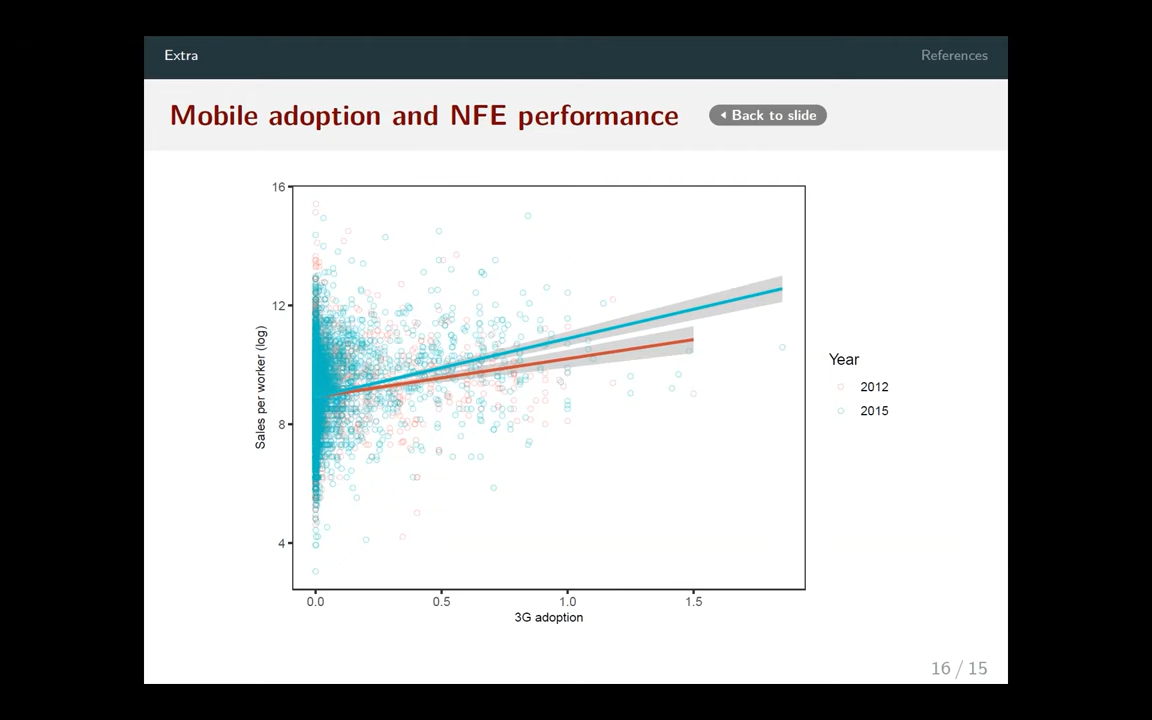 Extra
References
Mobile adoption and NFE performance
Back to slide
16
12
8
4
Sales per worker (log)
0.0 0.5 1.0 1.5
3G adoption
Year
2012
2015
16 / 15